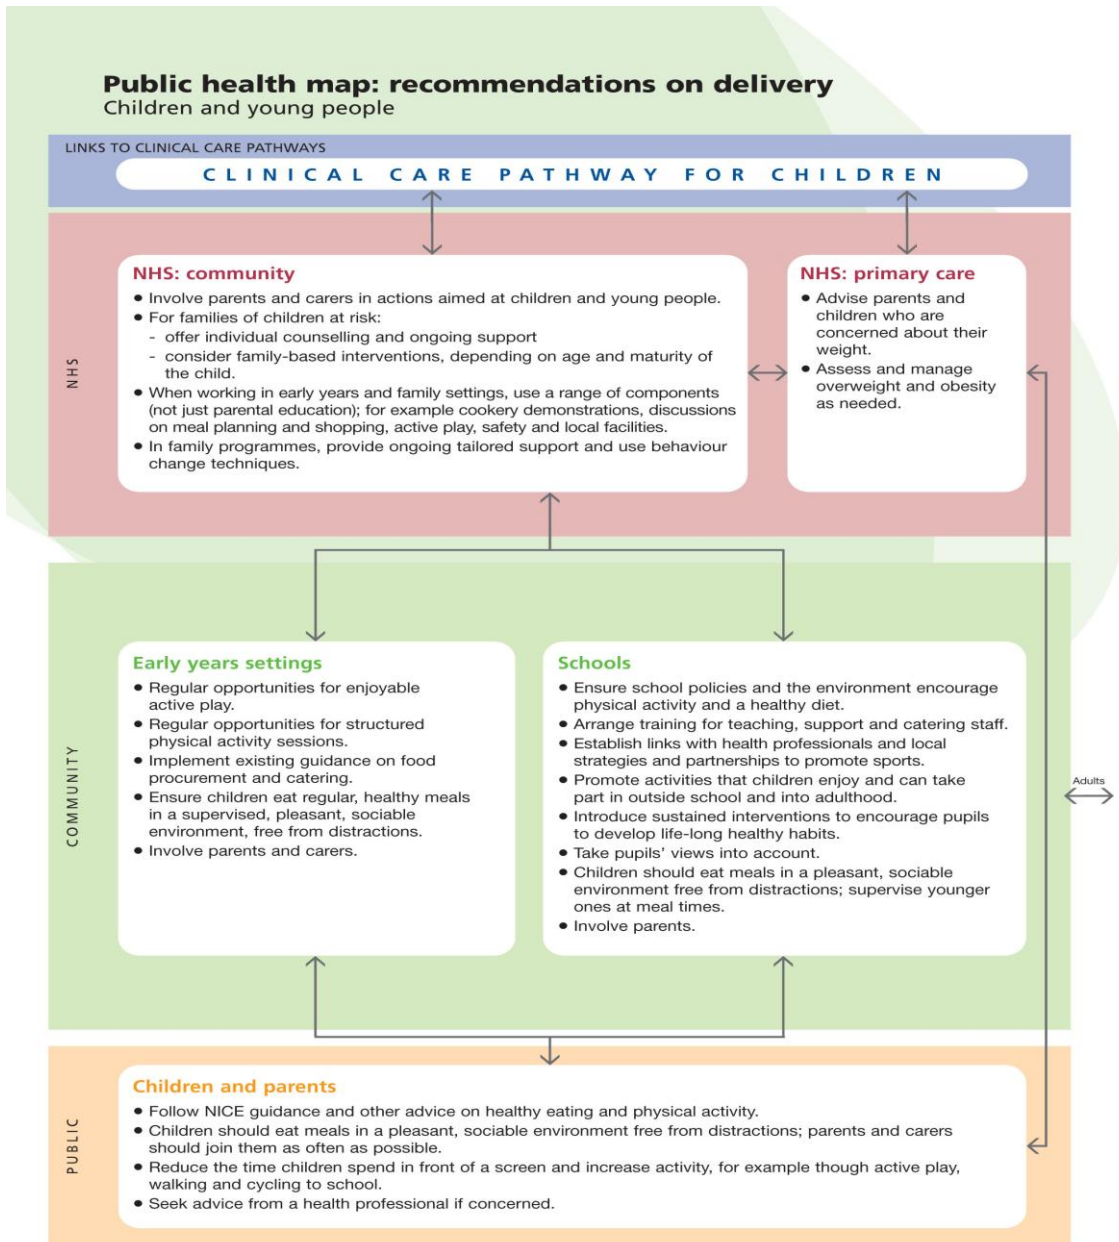 Public health map: recommendations on delivery
Children and young people
LINKS TO CLINICAL CARE PATHWAYS
CLINICAL CARE PATHWAY FOR CHILDREN
NHS
NHS: community
• Involve parents and carers in actions aimed at children and young people.
• For families of children at risk:
- offer individual counselling and ongoing support
- consider family-based interventions, depending on age and maturity of
the child.
• When working in early years and family settings, use a range of components
(not just parental education); for example cookery demonstrations, discussions
on meal planning and shopping, active play, safety and local facilities.
• In family programmes, provide ongoing tailored support and use behaviour
change techniques.
NHS: primary care
• Advise parents and
children who are
concerned about their
weight.
• Assess and manage
overweight and obesity
as needed.
COMMUNITY
Early years settings
• Regular opportunities for enjoyable
active play.
• Regular opportunities for structured
physical activity sessions.
• Implement existing guidance on food
procurement and catering.
• Ensure children eat regular, healthy meals
in a supervised, pleasant, sociable
environment, free from distractions.
• Involve parents and carers.
Schools
• Ensure school policies and the environment encourage
physical activity and a healthy diet.
• Arrange training for teaching, support and catering staff.
• Establish links with health professionals and local
strategies and partnerships to promote sports.
• Promote activities that children enjoy and can take
part in outside school and into adulthood.
• Introduce sustained interventions to encourage pupils
to develop life-long healthy habits.
• Take pupils' views into account.
• Children should eat meals in a pleasant, sociable
environment free from distractions; supervise younger
ones at meal times.
• Involve parents.
Adults
PUBLIC
Children and parents
• Follow NICE guidance and other advice on healthy eating and physical activity.
• Children should eat meals in a pleasant, sociable environment free from distractions; parents and carers
should join them as often as possible.
• Reduce the time children spend in front of a screen and increase activity, for example though active play,
walking and cycling to school.
• Seek advice from a health professional if concerned.